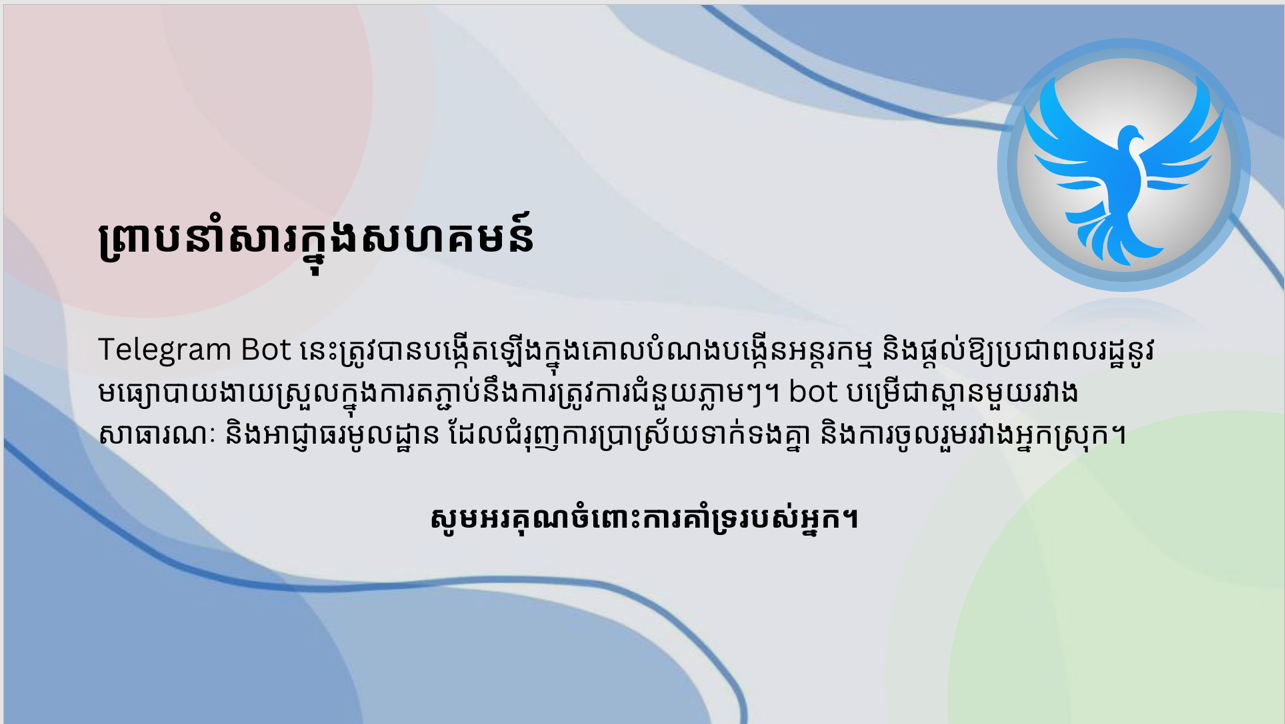 ព្រាបនាំសារក្នុងសហគមន៍
Telegram Bot នេះត្រូវបានបង្កើតឡើងក្នុងគោលបំណងបង្កើនអន្តរកម្ម និងផ្តល់ឱ្យប្រជាពលរដ្ឋនូវ
មធ្យោបាយងាយស្រួលក្នុងការតភ្ជាប់នឹងការត្រូវការជំនួយភ្លាមៗ។ bot បម្រើជាស្ពានមួយរវាង
សាធារណៈ និងអាជ្ញាធរមូលដ្ឋាន ដែលជំរុញការប្រាស្រ័យទាក់ទងគ្នា និងការចូលរួមរវាងអ្នកស្រុក។
សូមអរគុណចំពោះការគាំទ្ររបស់អ្នក។